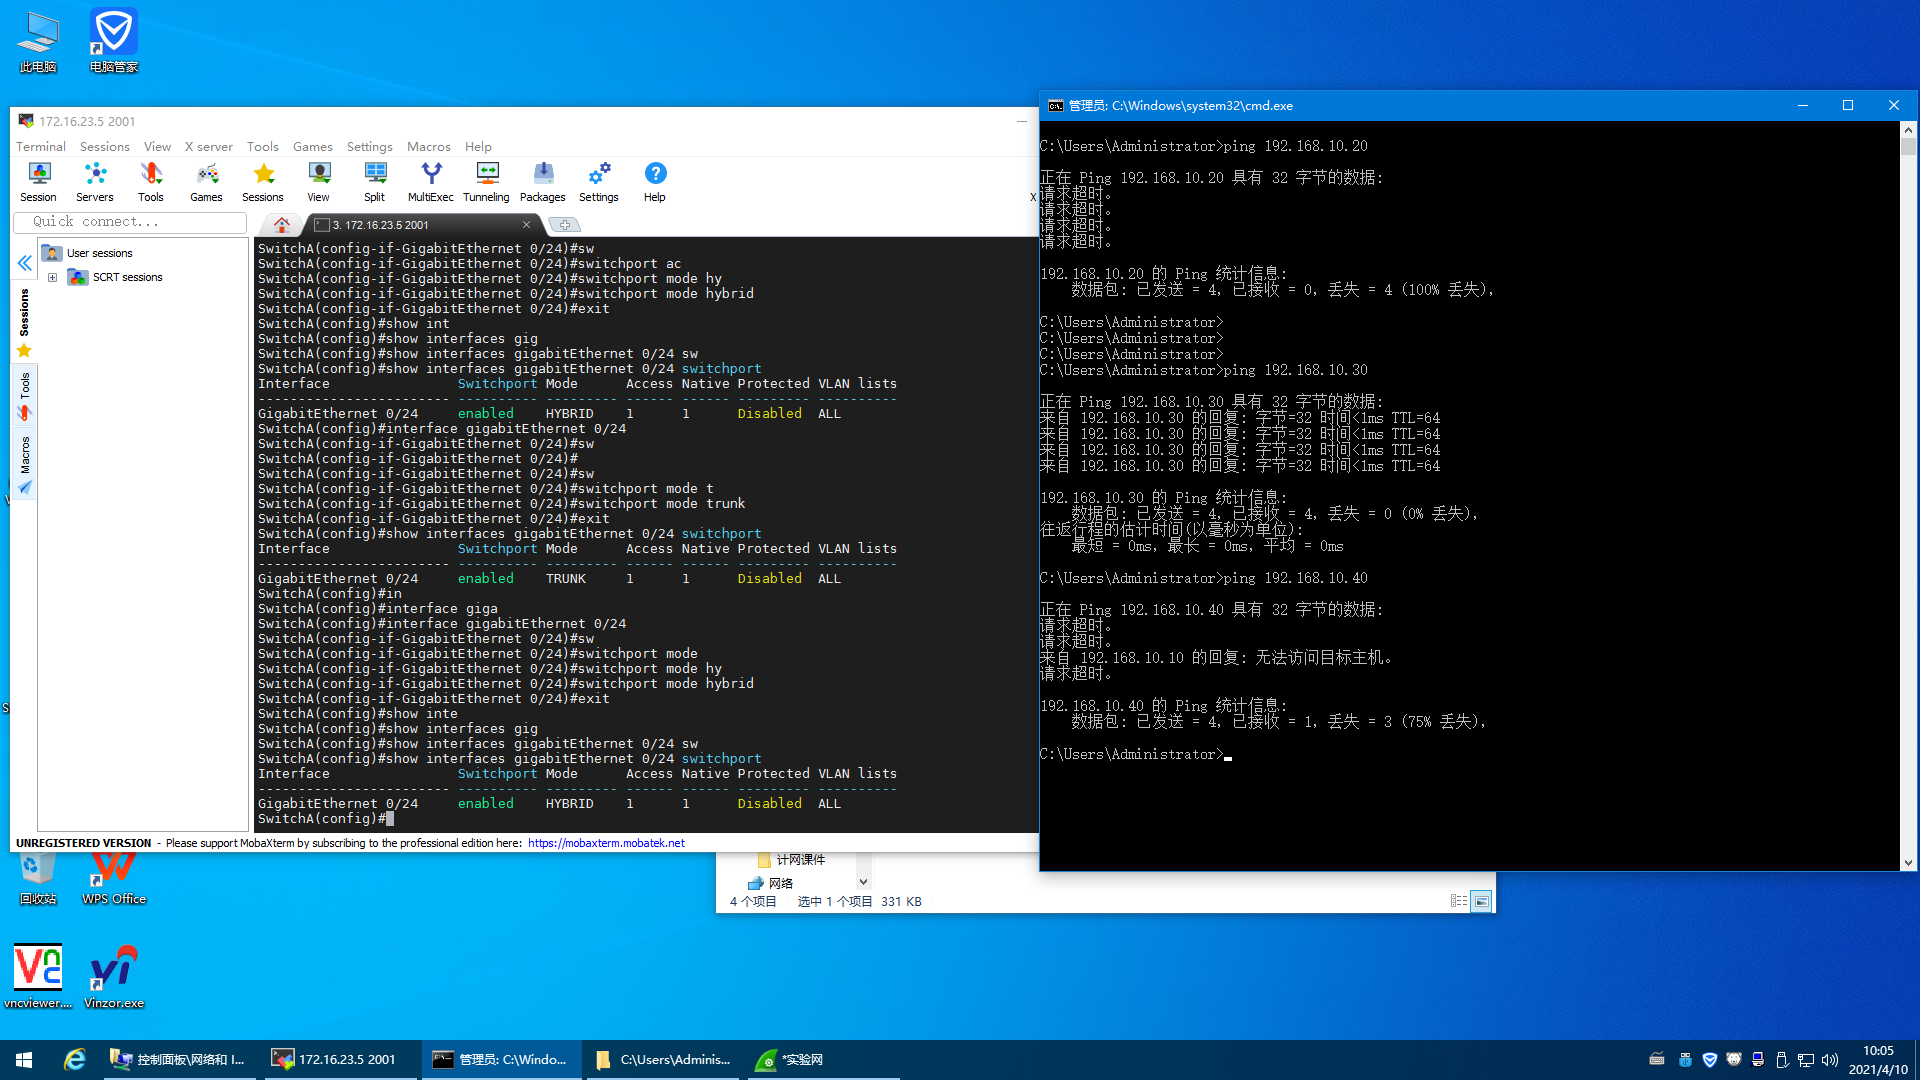 此电脑
电脑管家
172.16.23.5 2001
Terminal Sessions View X server Tools Games Settings Macros Help
Session Servers Tools Games Sessions View Split MultiExec Tunneling Packages Settings Help
X
Quick connect...
3. 172.16.23.5 2001
User sessions
SCRT sessions
Sessions
Tools
Macros
SwitchA(config-if-GigabitEthernet 0/24)#sw
SwitchA(config-if-GigabitEthernet 0/24)#switchport ac
SwitchA(config-if-GigabitEthernet 0/24)#switchport mode hy
SwitchA(config-if-GigabitEthernet 0/24)#switchport mode hybrid
SwitchA(config-if-GigabitEthernet 0/24)#exit
SwitchA(config)#show int
SwitchA(config)#show interfaces gig
SwitchA(config)#show interfaces gigabitEthernet 0/24 sw
SwitchA(config)#show interfaces gigabitEthernet 0/24 switchport
Interface Switchport Mode Access Native Protected VLAN lists
------------------------ ---------- --------- ------ ------ --------- ----------
GigabitEthernet 0/24 enabled HYBRID 1 1 Disabled ALL
SwitchA(config)#interface gigabitEthernet 0/24
SwitchA(config-if-GigabitEthernet 0/24)#sw
SwitchA(config-if-GigabitEthernet 0/24)#
SwitchA(config-if-GigabitEthernet 0/24)#sw
SwitchA(config-if-GigabitEthernet 0/24)#switchport mode t
SwitchA(config-if-GigabitEthernet 0/24)#switchport mode trunk
SwitchA(config-if-GigabitEthernet 0/24)#exit
SwitchA(config)#show interfaces gigabitEthernet 0/24 switchport
Interface Switchport Mode Access Native Protected VLAN lists
------------------------ ---------- --------- ------ ------ --------- ----------
GigabitEthernet 0/24 enabled TRUNK 1 1 Disabled ALL
SwitchA(config)#in
SwitchA(config)#interface giga
SwitchA(config)#interface gigabitEthernet 0/24
SwitchA(config-if-GigabitEthernet 0/24)#sw
SwitchA(config-if-GigabitEthernet 0/24)#switchport mode
SwitchA(config-if-GigabitEthernet 0/24)#switchport mode hy
SwitchA(config-if-GigabitEthernet 0/24)#switchport mode hybrid
SwitchA(config-if-GigabitEthernet 0/24)#exit
SwitchA(config)#show inte
SwitchA(config)#show interfaces gig
SwitchA(config)#show interfaces gigabitEthernet 0/24 sw
SwitchA(config)#show interfaces gigabitEthernet 0/24 switchport
Interface Switchport Mode Access Native Protected VLAN lists
------------------------ ---------- --------- ------ ------ --------- ----------
GigabitEthernet 0/24 enabled HYBRID 1 1 Disabled ALL
SwitchA(config)#
UNREGISTERED VERSION - Please support MobaXterm by subscribing to the professional edition here: https://mobaxterm.mobatek.net
管理员: C:\Windows\system32\cmd.exe
C:\Users\Administrator>ping 192.168.10.20
正在 Ping 192.168.10.20 具有 32 字节的数据:
请求超时。
请求超时。
请求超时。
请求超时。
192.168.10.20 的 Ping 统计信息:
数据包: 已发送 = 4，已接收 = 0，丢失 = 4 (100% 丢失)，
C:\Users\Administrator>
C:\Users\Administrator>
C:\Users\Administrator>
C:\Users\Administrator>ping 192.168.10.30
正在 Ping 192.168.10.30 具有 32 字节的数据:
来自 192.168.10.30 的回复: 字节=32 时间<1ms TTL=64
来自 192.168.10.30 的回复: 字节=32 时间<1ms TTL=64
来自 192.168.10.30 的回复: 字节=32 时间<1ms TTL=64
来自 192.168.10.30 的回复: 字节=32 时间<1ms TTL=64
192.168.10.30 的 Ping 统计信息:
数据包: 已发送 = 4，已接收 = 4，丢失 = 0 (0% 丢失)，
往返行程的估计时间(以毫秒为单位):
最短 = 0ms，最长 = 0ms，平均 = 0ms
C:\Users\Administrator>ping 192.168.10.40
正在 Ping 192.168.10.40 具有 32 字节的数据:
请求超时。
请求超时。
来自 192.168.10.10 的回复: 无法访问目标主机。
请求超时。
192.168.10.40 的 Ping 统计信息:
数据包: 已发送 = 4，已接收 = 1，丢失 = 3 (75% 丢失)，
C:\Users\Administrator>
计网课件
网络
4 个项目 选中 1 个项目 331 KB
回收站
WPS Office
vncviewer....
Vinzor.exe
控制面板\网络和 I...
172.16.23.5 2001
管理员: C:\Windo...
C:\Users\Adminis...
*实验网
10:05
2021/4/10